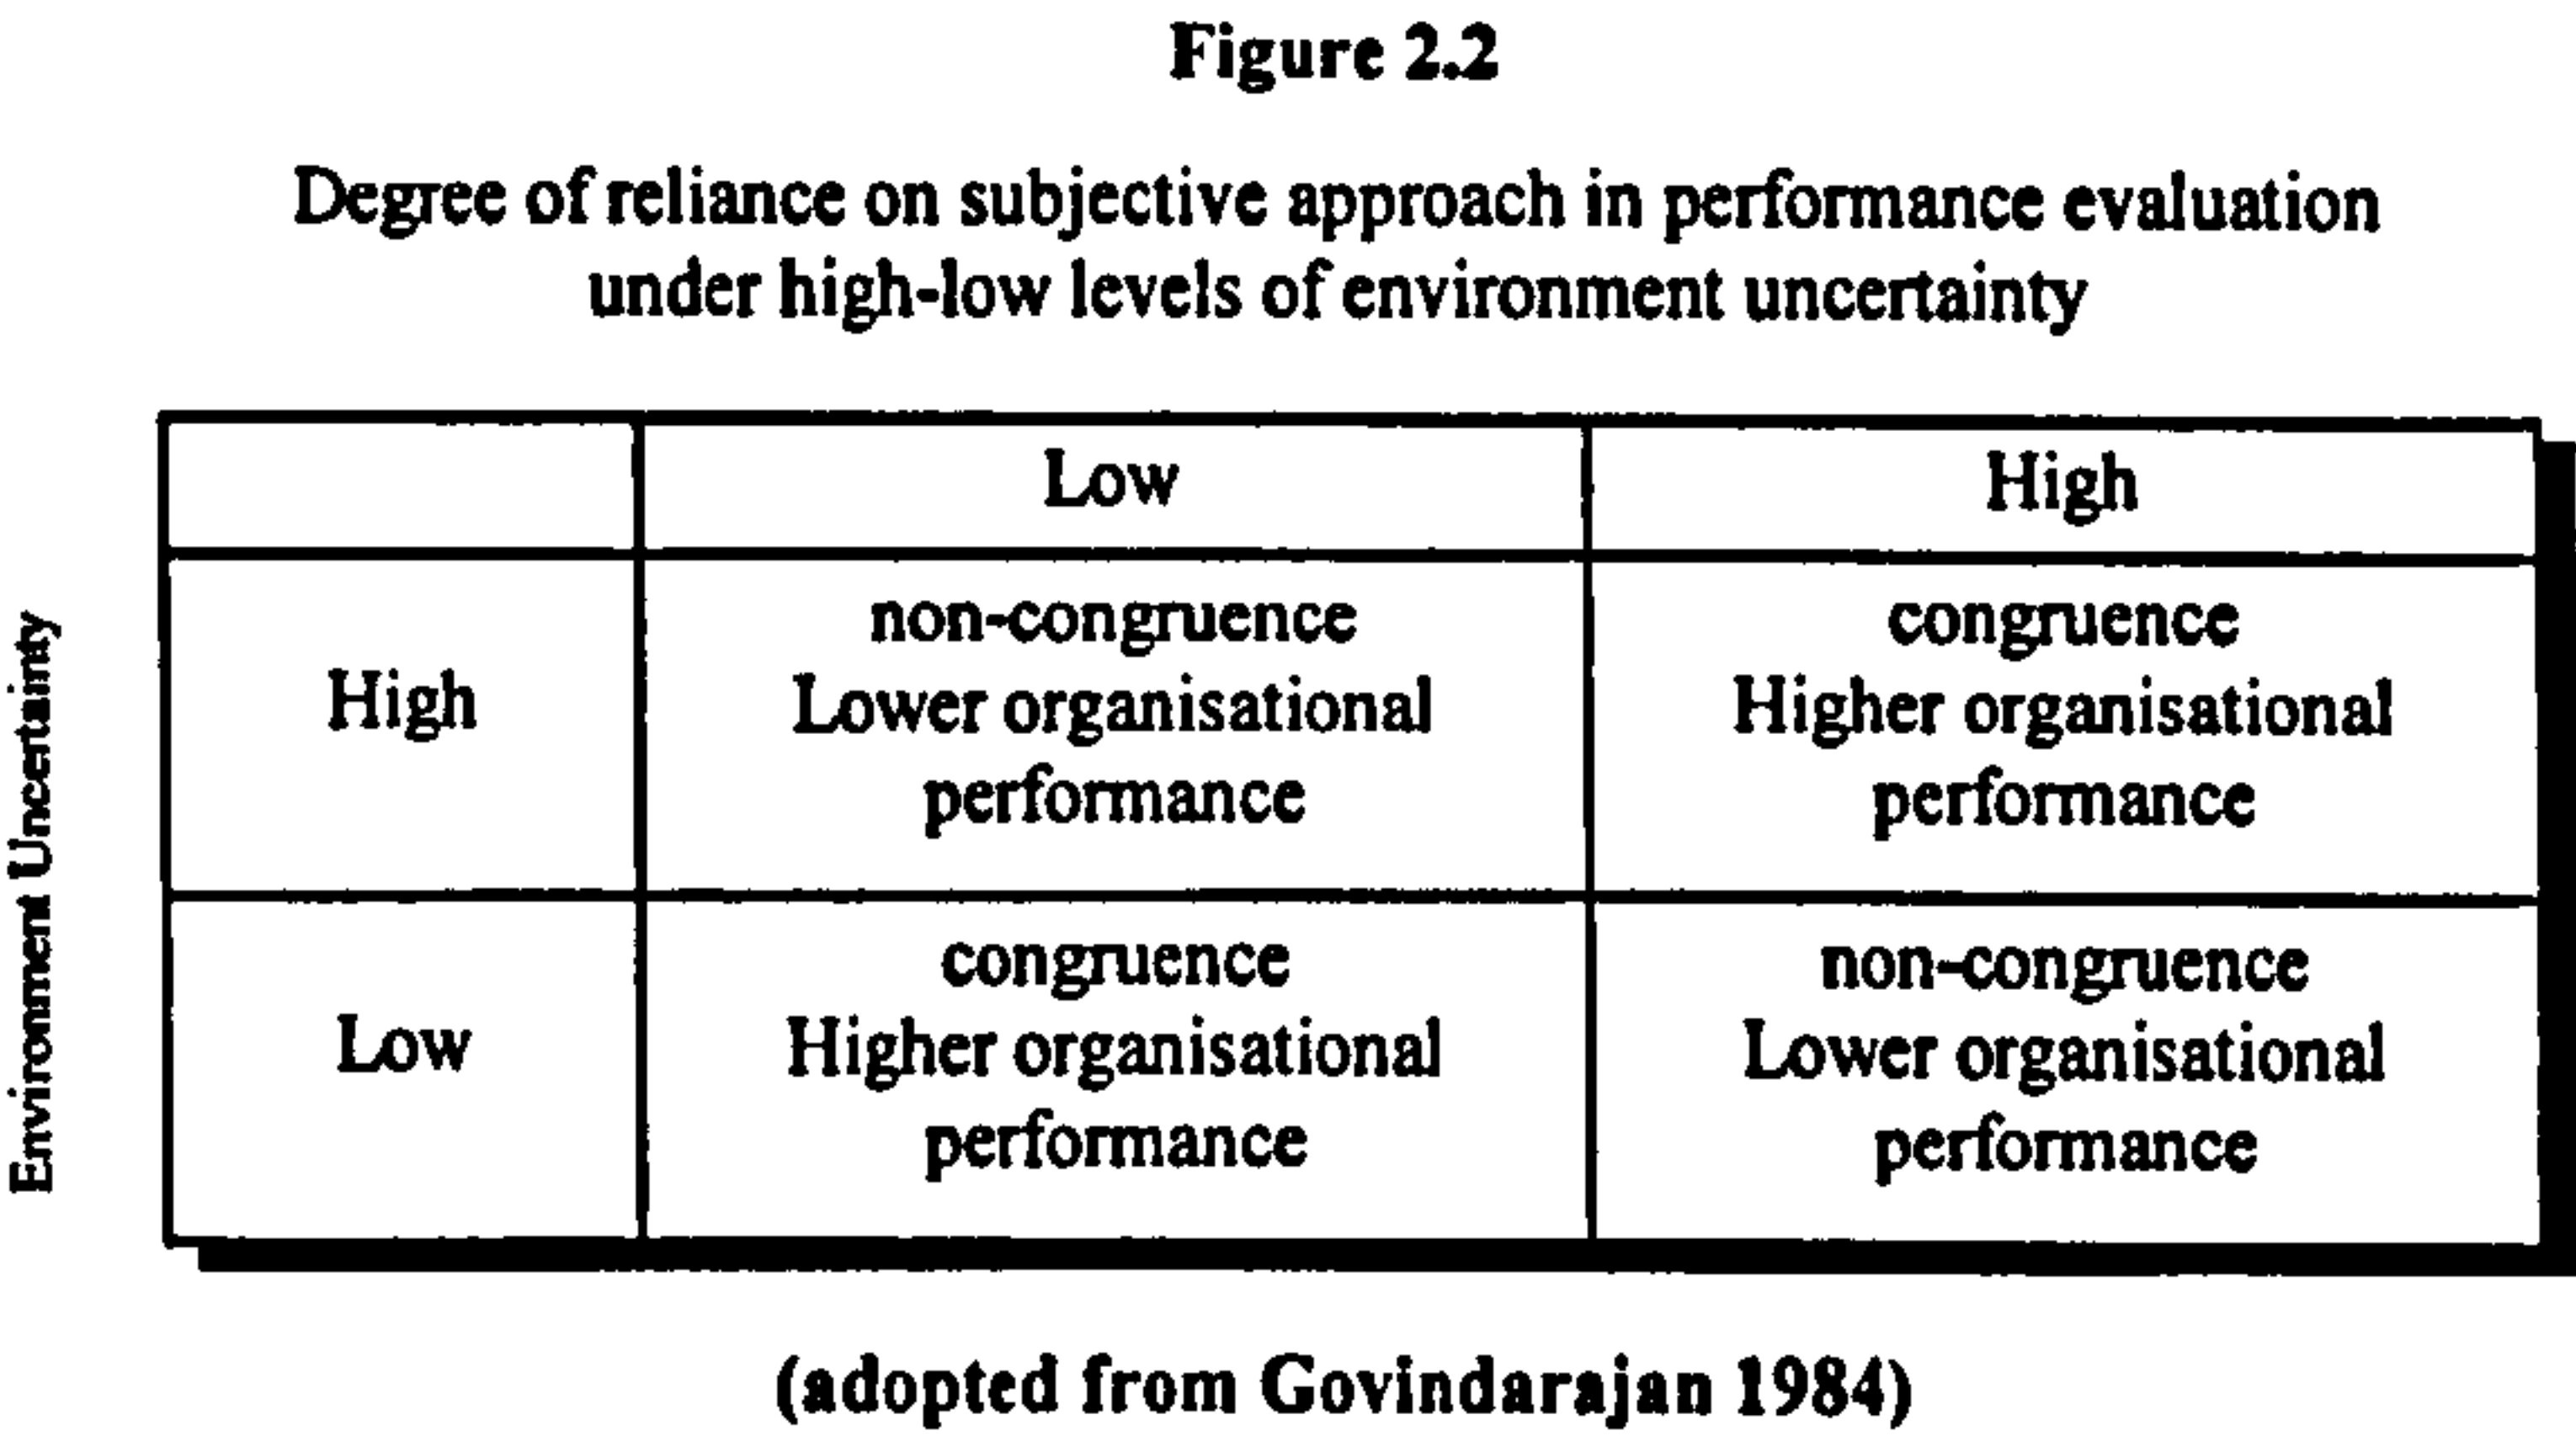 Figure 2.2
Degree of reliance on subjective approach in performance evaluation
under high-low levels of environment uncertainty
Low
High
Environment Uncertainty
High
non-congruence
Lower organisational
performance
congruence
Higher organisational
performance
Low
congruence
Higher organisational
performance
non-congruence
Lower organisational
performance
(adopted from Govindarajan 1984)